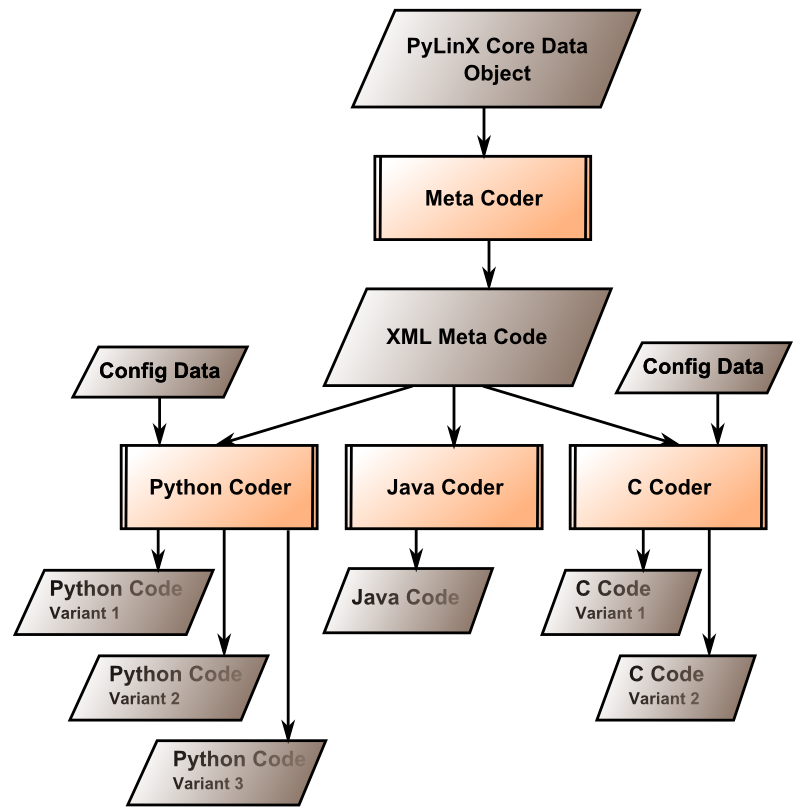 PyLinX Core Data
Object
Meta Coder
XML Meta Code
Config Data
Config Data
Python Coder
Java Coder
C Coder
Python Code
Variant 1
Java Code
C Code
Variant 1
Python Code
Variant 2
C Code
Variant 2
Python Code
Variant 3